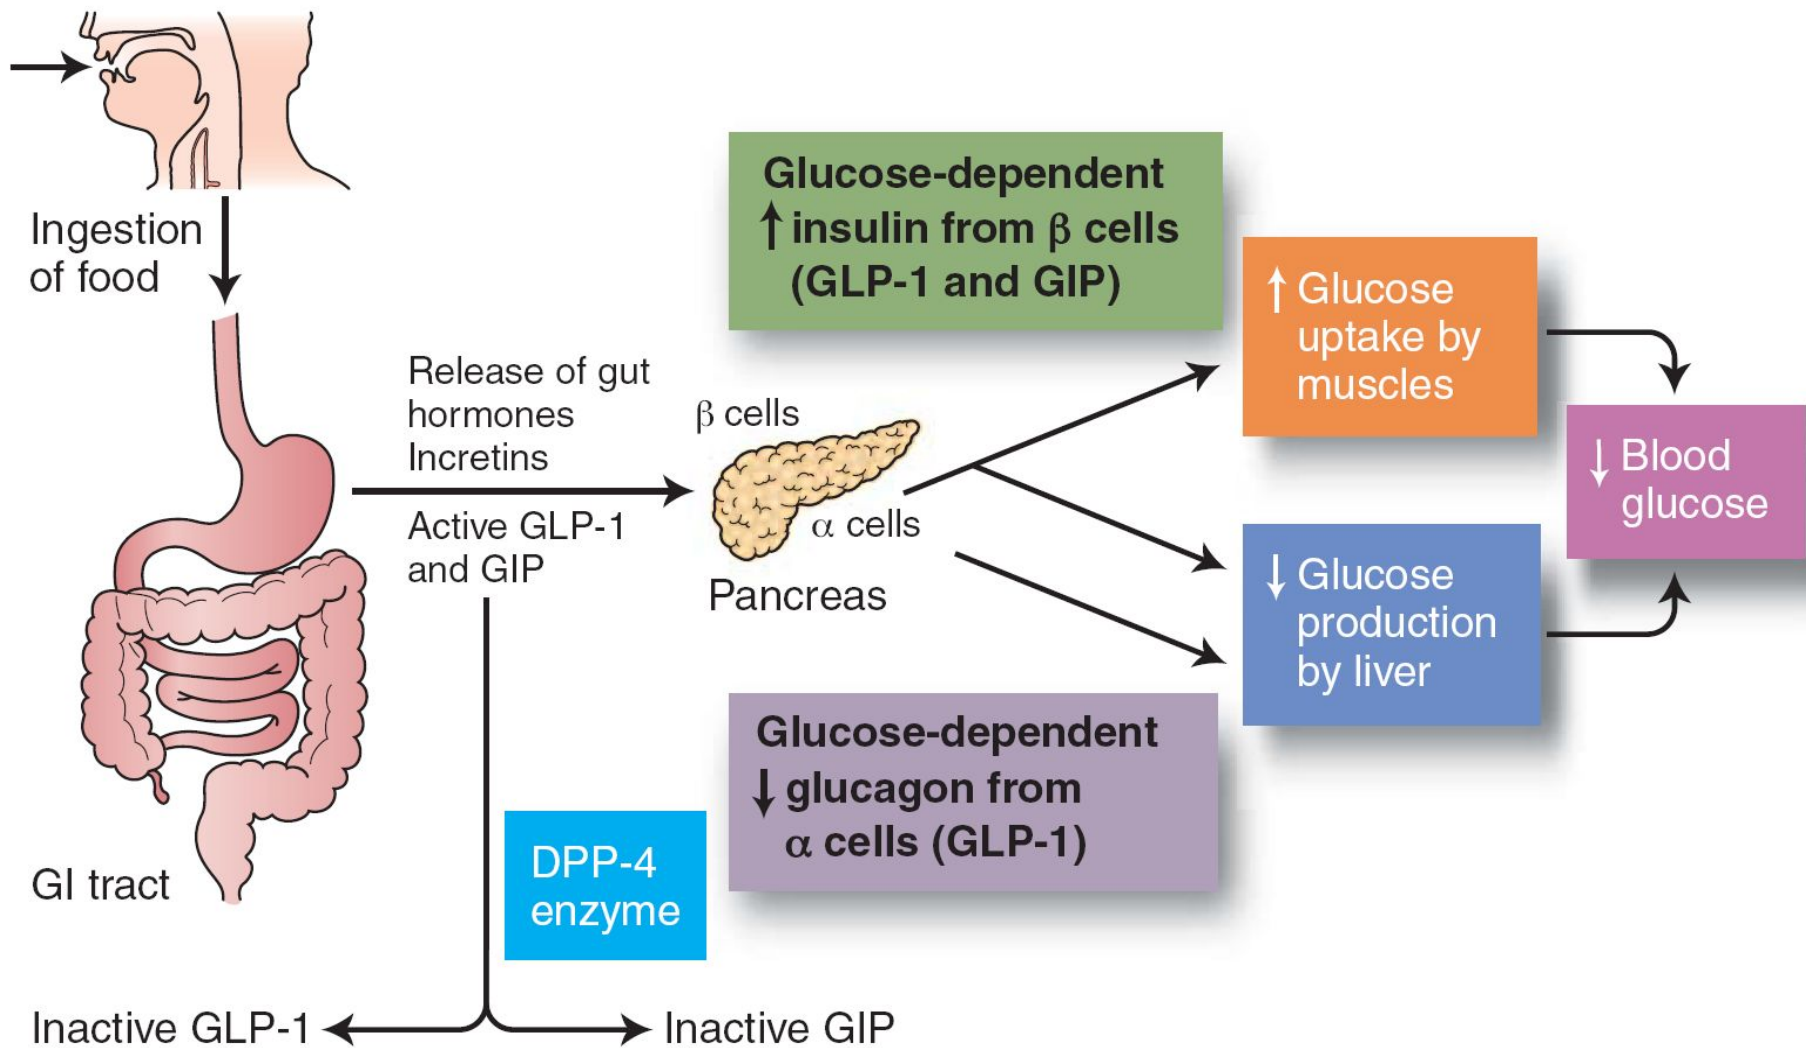 Ingestion
of food
GI tract
Release of gut
hormones
Incretins
Active GLP-1
and GIP
β cells
α cells
Pancreas
Glucose-dependent
↑ insulin from β cells
(GLP-1 and GIP)
↑ Glucose
uptake by
muscles
↓ Blood
glucose
↓ Glucose
production
by liver
Glucose-dependent
↓ glucagon from
α cells (GLP-1)
DPP-4
enzyme
Inactive GLP-1
Inactive GIP